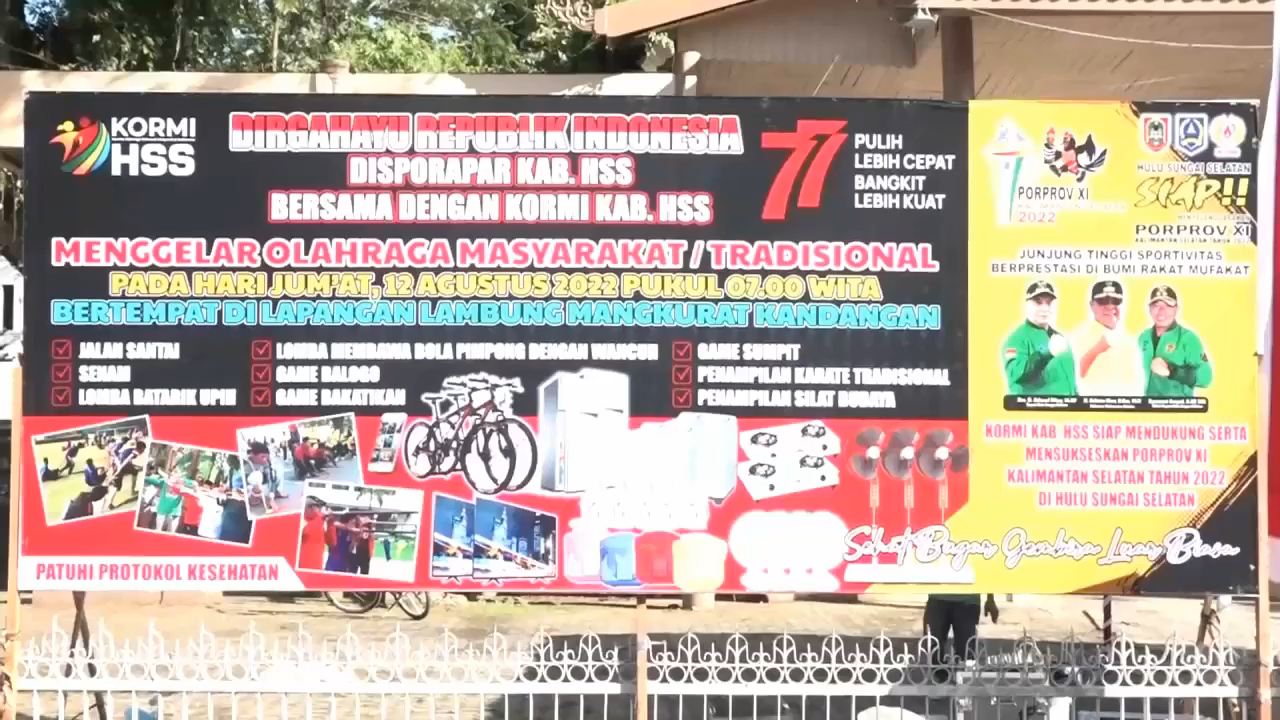 KORMI
HSS
DIRGAHAYU REPUBLIK INDONESIA
DISPORAPAR KAB. HSS
BERSAMA DENGAN KORMI KAB. HSS
77
PULIH
LEBIH CEPAT
BANGKIT
LEBIH KUAT
MENGGELAR OLAHRAGA MASYARAKAT / TRADISIONAL
PADA HARI JUM'AT, 12 AGUSTUS 2022 PUKUL 07.00 WITA
BERTEMPAT DI LAPANGAN LAMBUNG MANGKURAT KANDANGAN
JALAN SANTAI
SENAM
LOMBA BATARIK UPIH
LOMBA MEMBAWA BOLA PIMPONG DENGAN WANCUH
GAME BALOGO
GAME BAKATIKAN
GAME SUMPIT
PENAMPILAN KARATE TRADISIONAL
PENAMPILAN SILAT BUDAYA
PATUHI PROTOKOL KESEHATAN
PORPROV XI
KALIMANTAN SELATAN
2022
HULU SUNGAI SELATAN
SIAP!!
MENYELENGGARAKAN
PORPROV XI
KALIMANTAN SELATAN TAHUN 2022
JUNJUNG TINGGI SPORTIVITAS
BERPRESTASI DI BUMI RAKAT MUFAKAT
KORMI KAB HSS SIAP MENDUKUNG SERTA
MENSUKSESKAN PORPROV XI
KALIMANTAN SELATAN TAHUN 2022
DI HULU SUNGAI SELATAN
Sehat Bugar Gembira Luar Biasa